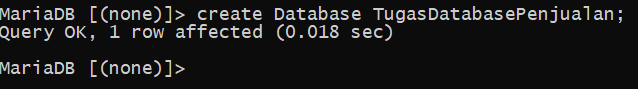 MariaDB [(none)]> create Database TugasDatabasePenjualan;
Query OK, 1 row affected (0.018 sec)
MariaDB [(none)]>